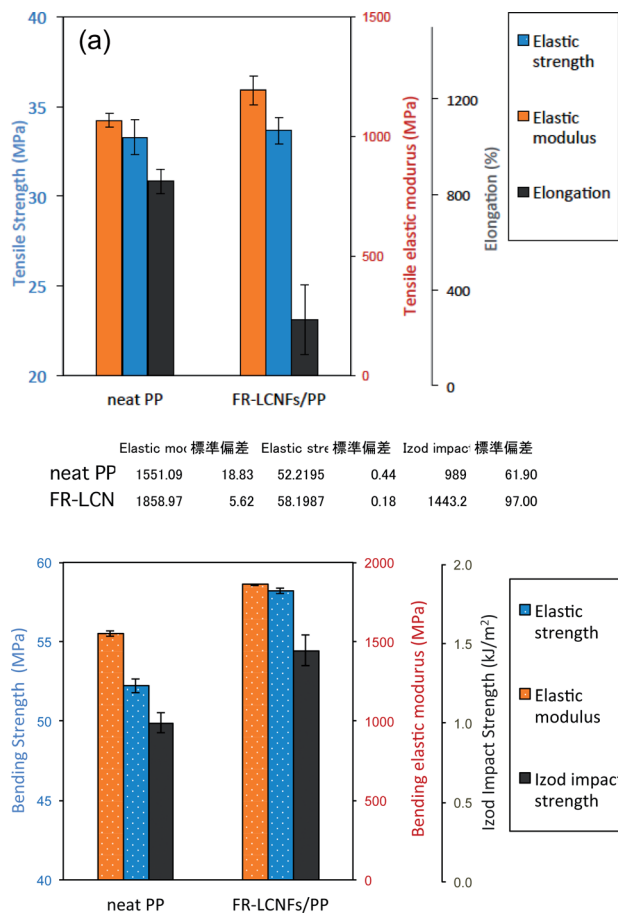 (a)
40
35
30
25
20
Tensile Strength (MPa)
1500
1000
500
0
Tensile elastic modurus (MPa)
1200
800
400
0
Elongation (%)
Elastic
strength
Elastic
modulus
Elongation
neat PP
FR-LCNFs/PP
Elastic moc 標準偏差 Elastic stre 標準偏差 Izod impact 標準偏差
neat PP 1551.09 18.83 52.2195 0.44 989 61.90
FR-LCN 1858.97 5.62 58.1987 0.18 1443.2 97.00
60
55
50
45
40
Bending Strength (MPa)
2000
1500
1000
500
0
Bending elastic modurus (MPa)
2.0
1.5
1.0
0.5
0.0
Izod Impact Strength (kJ/m²)
Elastic
strength
Elastic
modulus
Izod impact
strength
neat PP
FR-LCNFs/PP